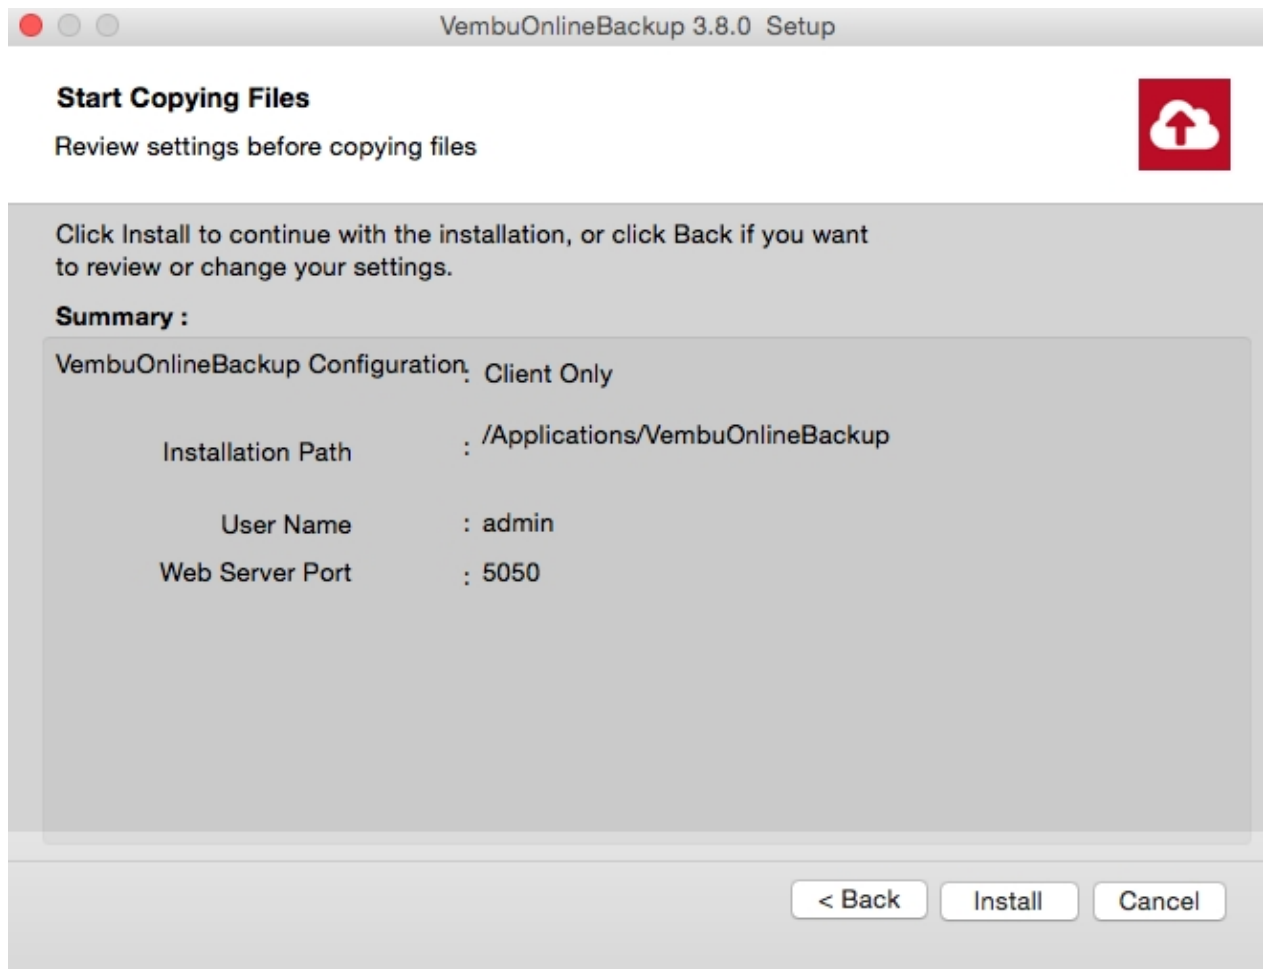 VembuOnlineBackup 3.8.0 Setup
Start Copying Files
Review settings before copying files
Click Install to continue with the installation, or click Back if you want
to review or change your settings.
Summary :
VembuOnlineBackup Configuration : Client Only
Installation Path : /Applications/VembuOnlineBackup
User Name : admin
Web Server Port : 5050
< Back Install Cancel